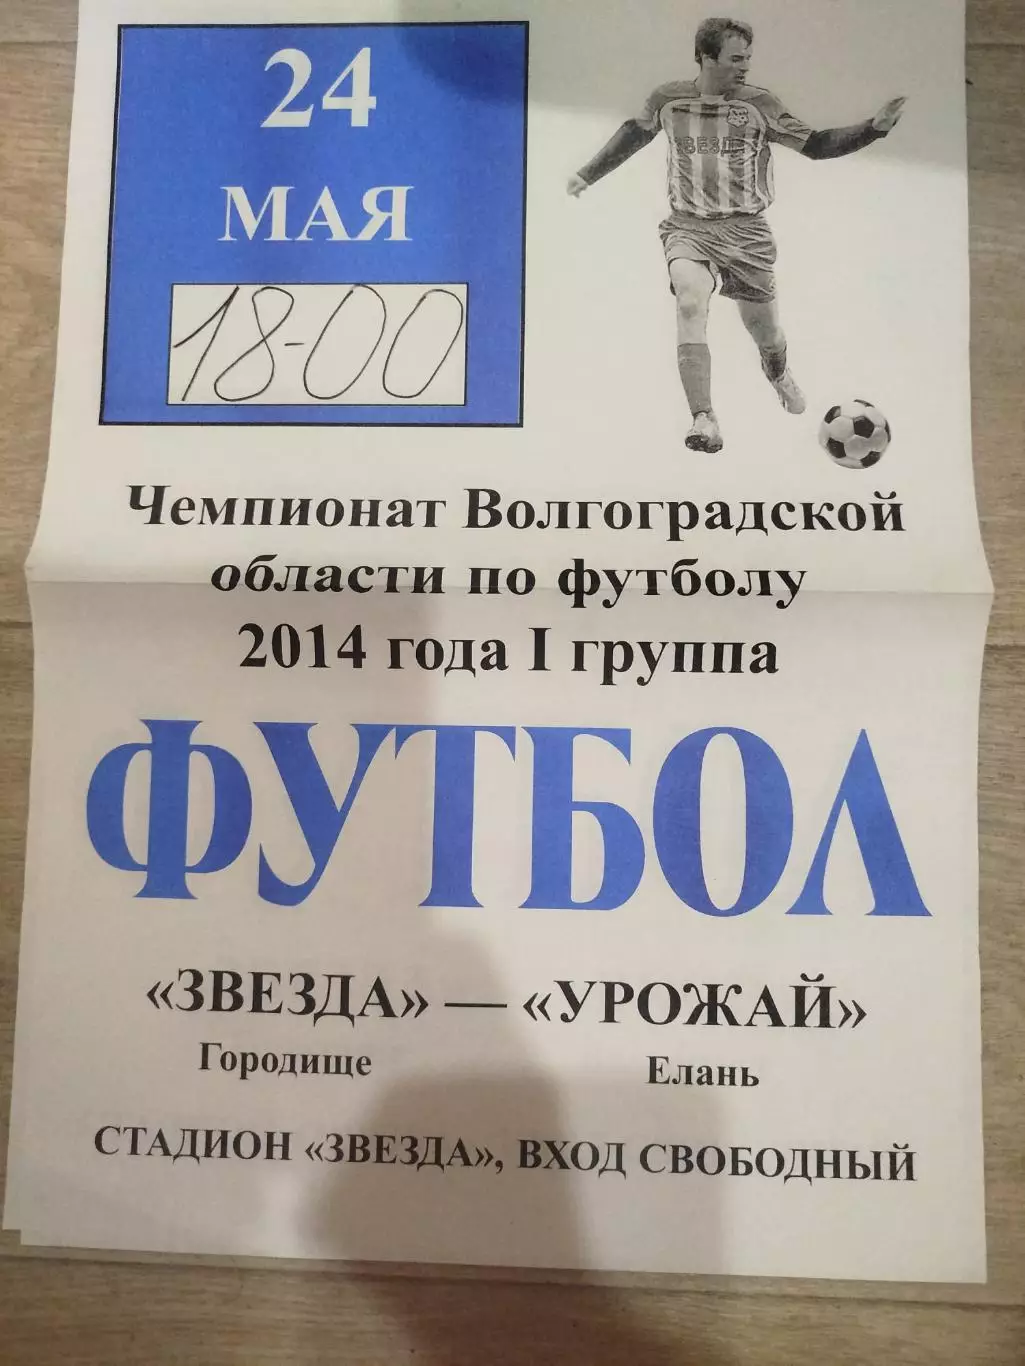 24
МАЯ
18-00
ЗВЕЗД
Чемпионат Волгоградской
области по футболу
2014 года I группа
ФУТБОЛ
«ЗВЕЗДА» — «УРОЖАЙ»
Городище Елань
СТАДИОН «ЗВЕЗДА», ВХОД СВОБОДНЫЙ